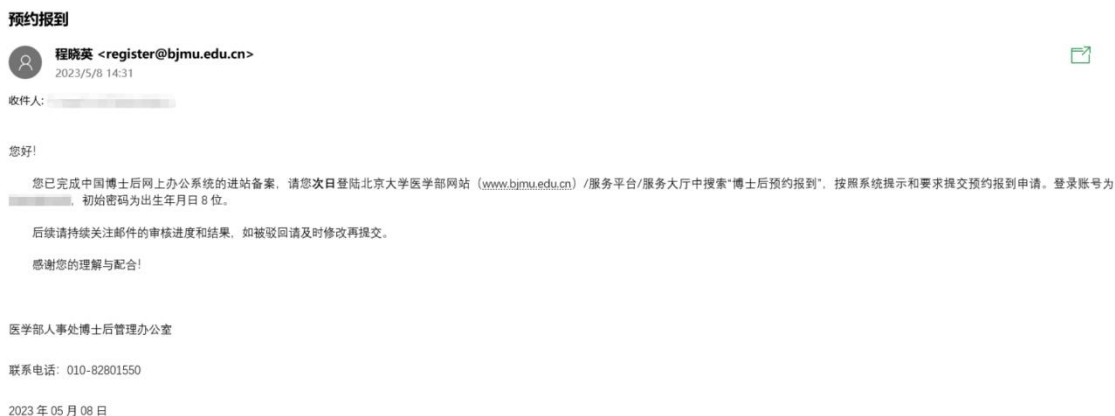 预约报到
程晓英 <register@bjmu.edu.cn>
2023/5/8 14:31
收件人:
您好!
您已完成中国博士后网上办公系统的进站备案，请您次日登陆北京大学医学部网站（www.bjmu.edu.cn）/服务平台/服务大厅中搜索“博士后预约报到”，按照系统提示和要求提交预约报到申请。登录账号为
，初始密码为出生年月日 8 位。
后续请持续关注邮件的审核进度和结果，如被驳回请及时修改再提交。
感谢您的理解与配合!
医学部人事处博士后管理办公室
联系电话：010-82801550
2023 年 05 月 08 日